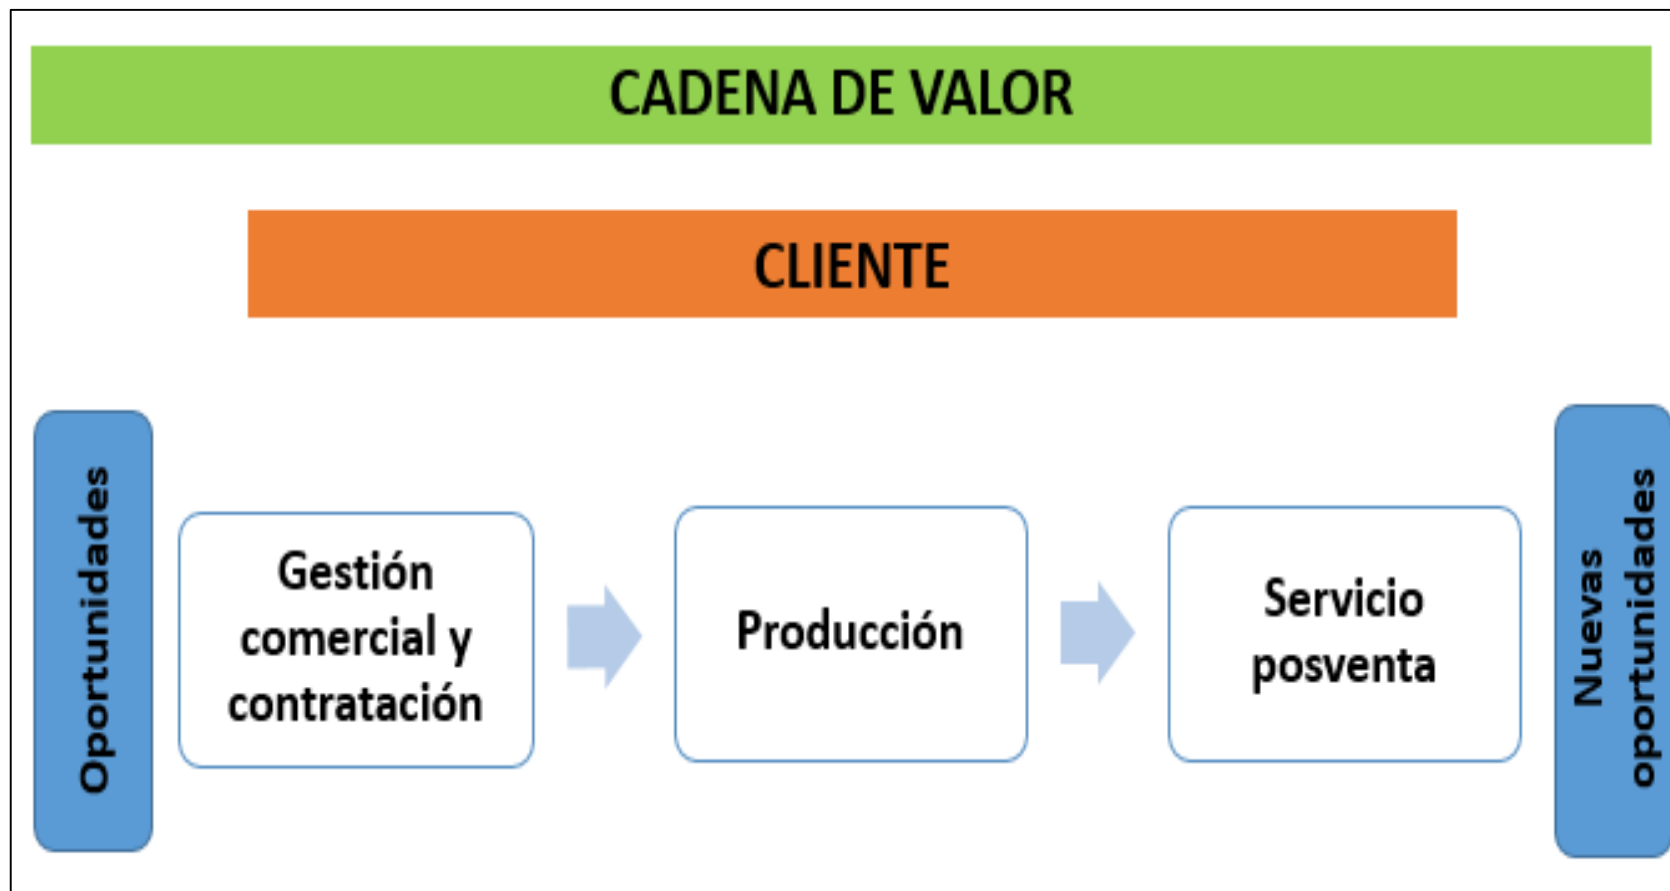 CADENA DE VALOR
CLIENTE
Oportunidades
Gestión
comercial y
contratación
Producción
Servicio
posventa
Nuevas
oportunidades